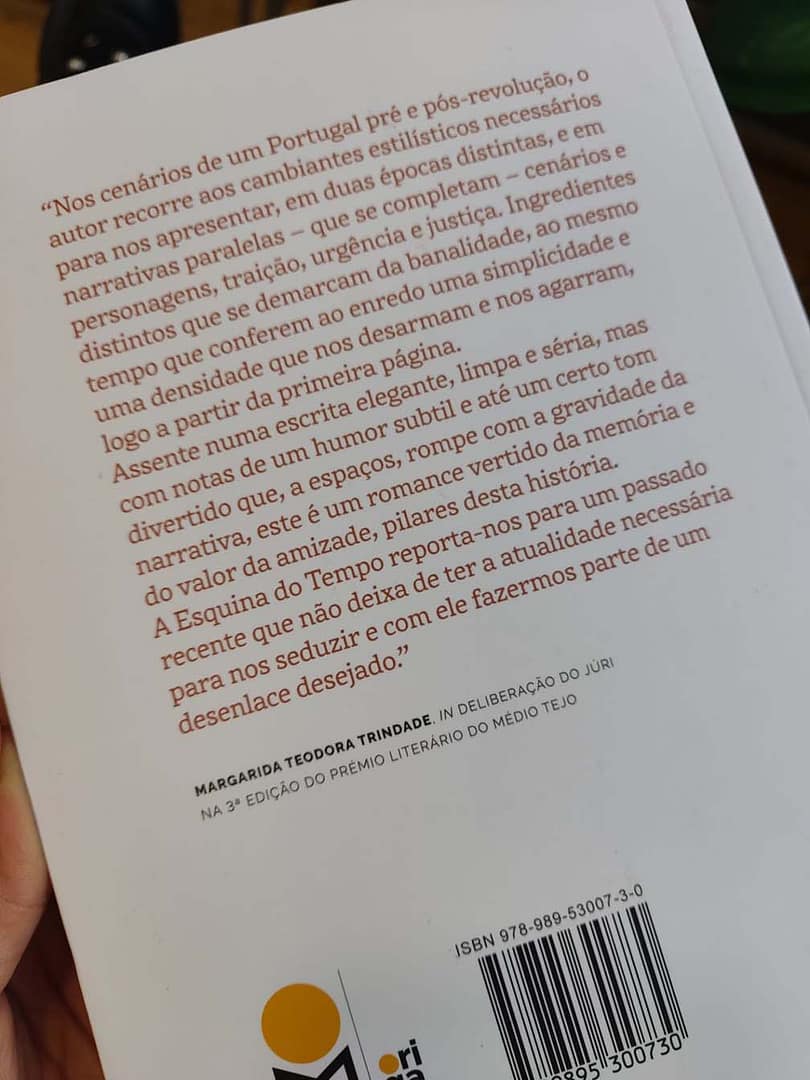 “Nos cenários de um Portugal pré e pós-revolução, o
autor recorre aos cambiantes estilísticos necessários
para nos apresentar, em duas épocas distintas, e em
narrativas paralelas – que se completam – cenários e
personagens, traição, urgência e justiça. Ingredientes
distintos que se demarcam da banalidade, ao mesmo
tempo que conferem ao enredo uma simplicidade e
uma densidade que nos desarmam e nos agarram,
logo a partir da primeira página.
Assente numa escrita elegante, limpa e séria, mas
com notas de um humor subtil e até um certo tom
divertido que, a espaços, rompe com a gravidade da
narrativa, este é um romance vertido da memória e
do valor da amizade, pilares desta história.
A Esquina do Tempo reporta-nos para um passado
recente que não deixa de ter a atualidade necessária
para nos seduzir e com ele fazermos parte de um
desenlace desejado.”
MARGARIDA TEODORA TRINDADE, IN DELIBERAÇÃO DO JÚRI
NA 3ª EDIÇÃO DO PRÉMIO LITERÁRIO DO MÉDIO TEJO
ISBN 978-989-53007-3-0
9895 300730
ori
ga